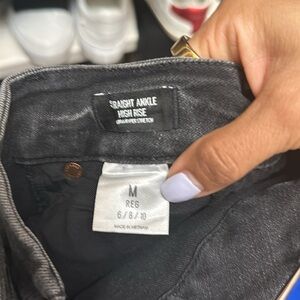 STRAIGHT ANKLE
HIGH RISE
M
REG
6/8/10
MADE IN VIETNAM